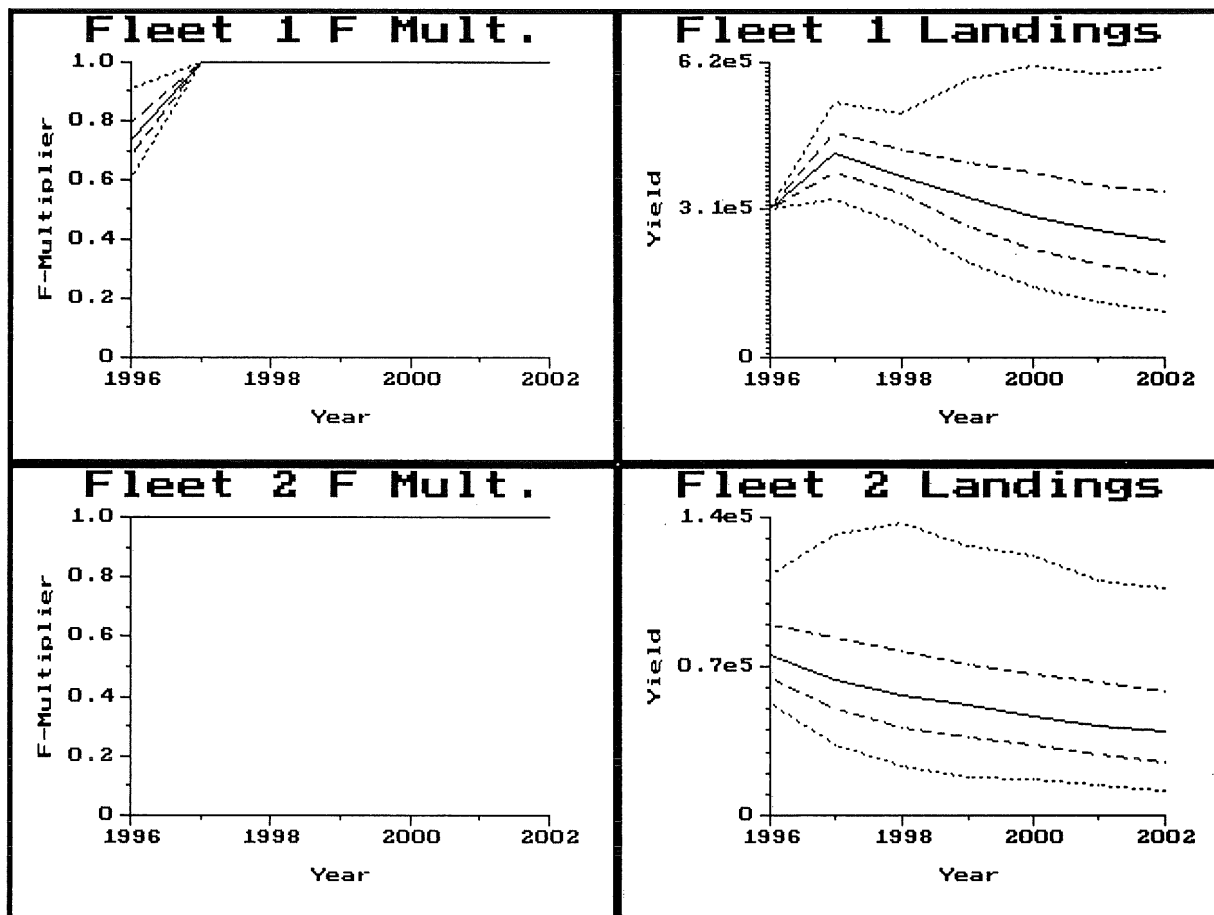 Fleet 1 F Mult.
1.0
0.8
0.6
0.4
0.2
0
F-Multiplier
1996 1998 2000 2002
Year
Fleet 1 Landings
6.2e5
3.1e5
0
Yield
1996 1998 2000 2002
Year
Fleet 2 F Mult.
1.0
0.8
0.6
0.4
0.2
0
F-Multiplier
1996 1998 2000 2002
Year
Fleet 2 Landings
1.4e5
0.7e5
0
Yield
1996 1998 2000 2002
Year